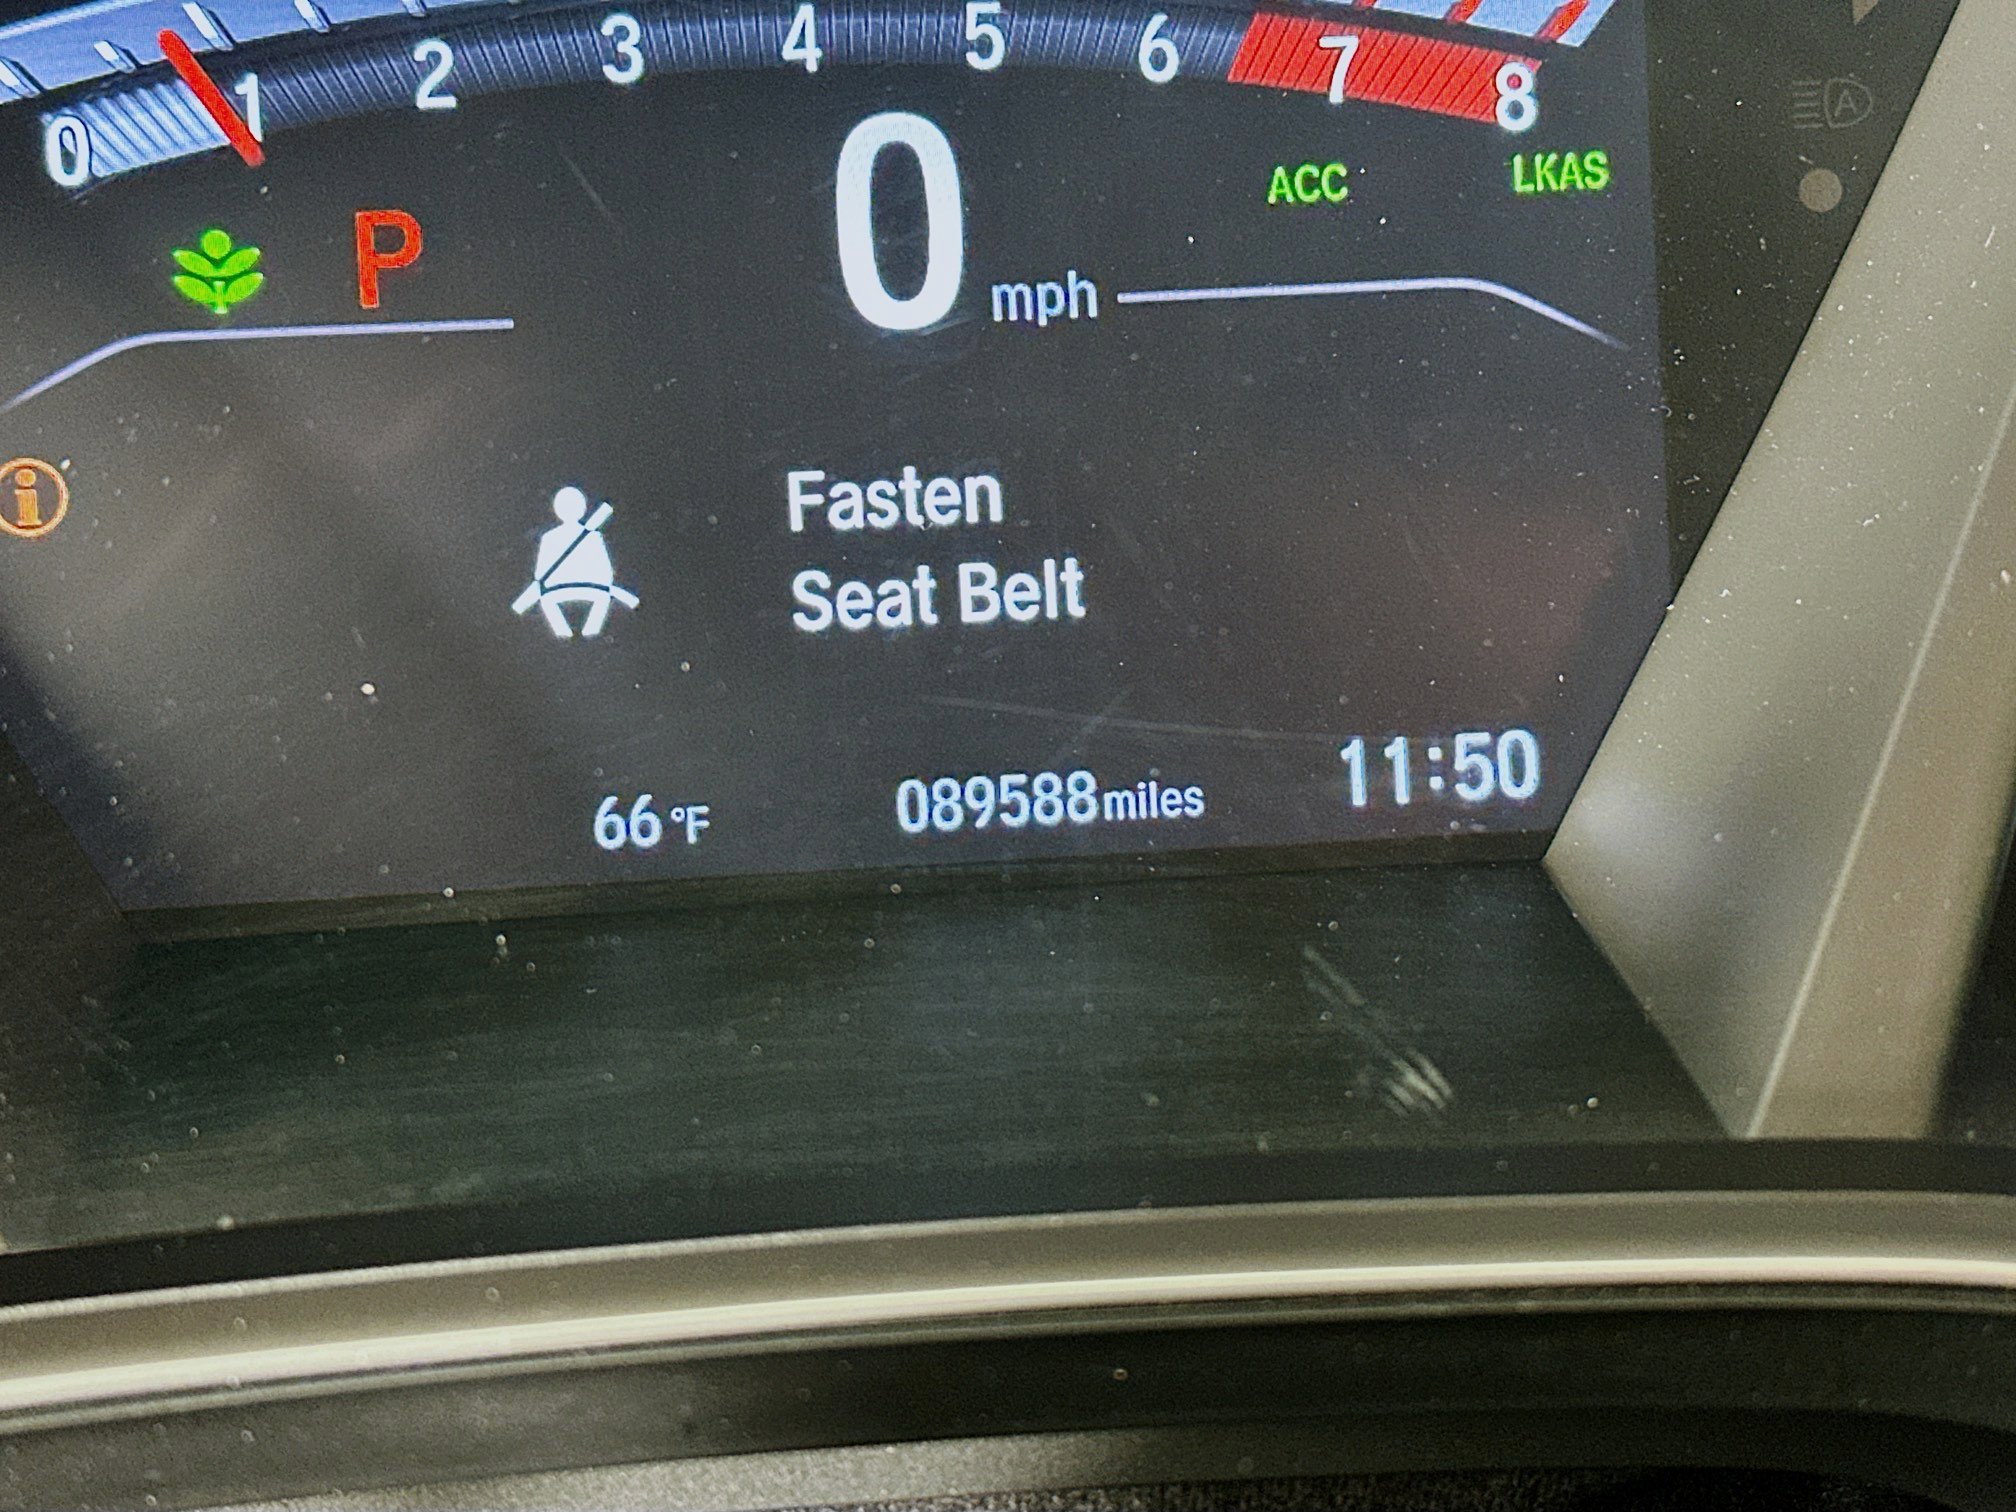 0 1 2 3 4 5 6 7 8
0 mph
ACC LKAS
P
A
i
Fasten
Seat Belt
66 °F 089588 miles 11:50